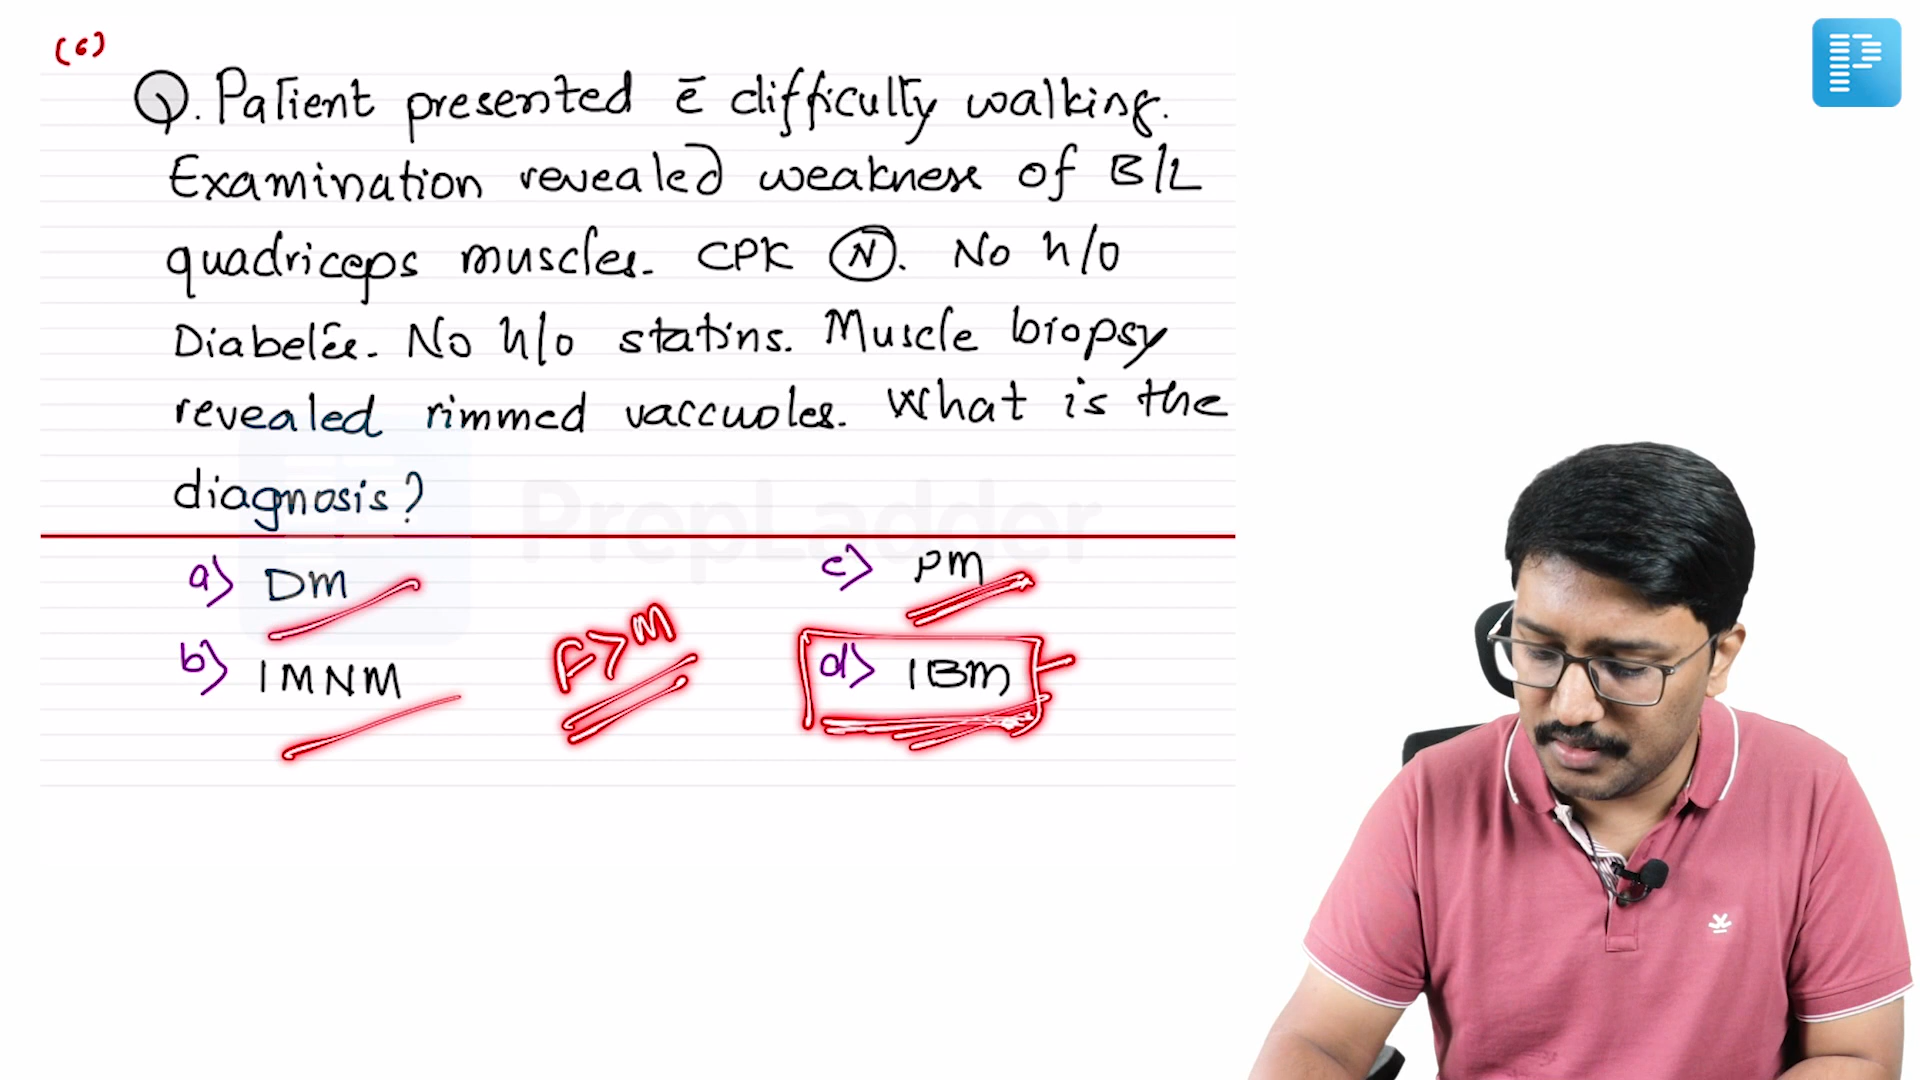 (6)
Q. Patient presented c̄ difficulty walking.
Examination revealed weakness of B/L
quadriceps muscles. CPK N. No h/o
Diabetes. No h/o statins. Muscle biopsy
revealed rimmed vaccuoles. What is the
diagnosis?
PrepLadder
a) DM
c) PM
b) IMNM
F>M
d) IBM